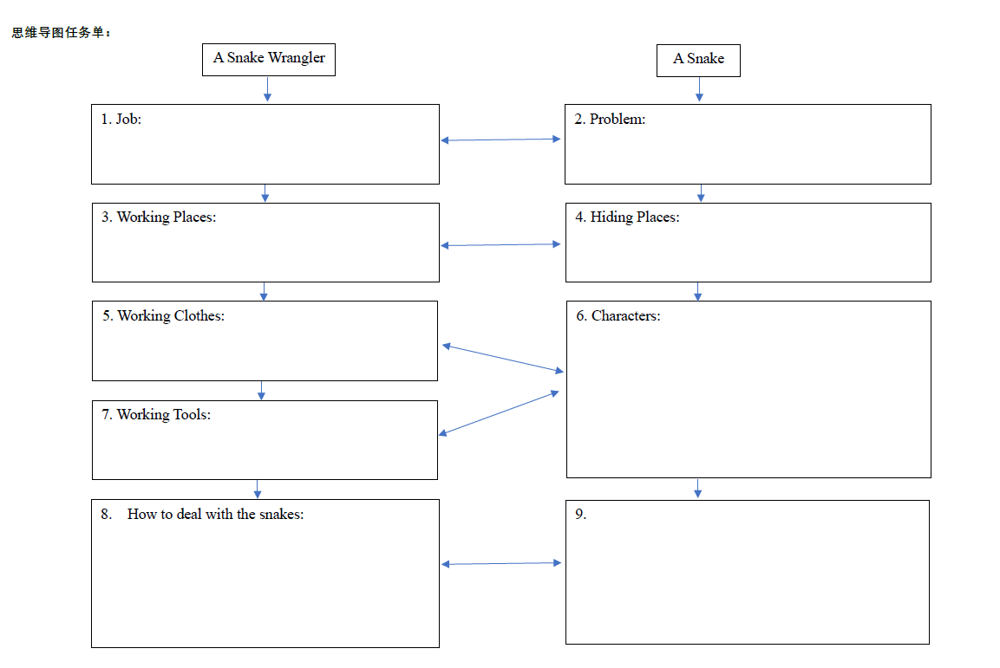 思维导图任务单：
A Snake Wrangler
A Snake
1. Job:
2. Problem:
3. Working Places:
4. Hiding Places:
5. Working Clothes:
6. Characters:
7. Working Tools:
8. How to deal with the snakes:
9.